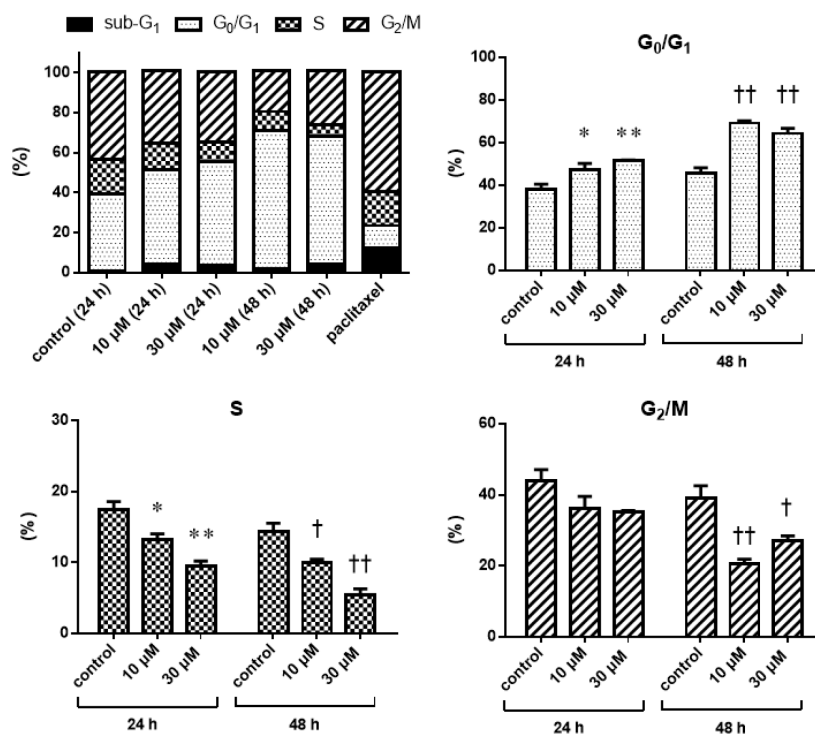 sub-G₁ G₀/G₁ S G₂/M
(%)
100
80
60
40
20
0
control (24 h)
10 µM (24 h)
30 µM (24 h)
10 µM (48 h)
30 µM (48 h)
paclitaxel
G₀/G₁
(%)
100
80
60
40
20
0
* ** †† ††
control
10 µM
30 µM
control
10 µM
30 µM
24 h 48 h
S
(%)
30
20
10
0
* ** † ††
control
10 µM
30 µM
control
10 µM
30 µM
24 h 48 h
G₂/M
(%)
60
40
20
0
†† †
control
10 µM
30 µM
control
10 µM
30 µM
24 h 48 h